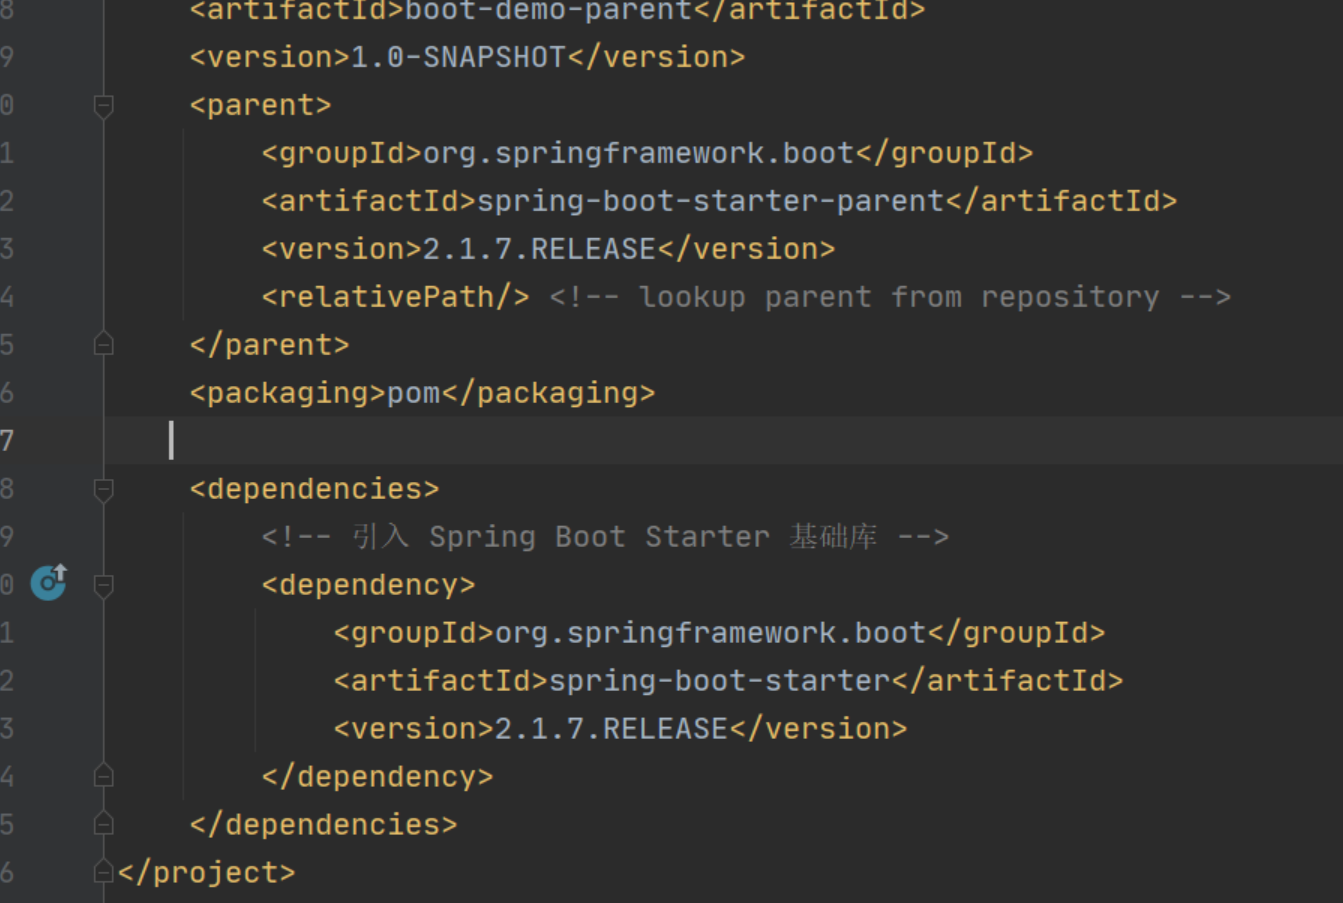 8 <artifactId>boot-demo-parent</artifactId>
9 <version>1.0-SNAPSHOT</version>
0 <parent>
1 <groupId>org.springframework.boot</groupId>
2 <artifactId>spring-boot-starter-parent</artifactId>
3 <version>2.1.7.RELEASE</version>
4 <relativePath/> <!-- lookup parent from repository -->
5 </parent>
6 <packaging>pom</packaging>
7
8 <dependencies>
9 <!-- 引入 Spring Boot Starter 基础库 -->
0 <dependency>
1 <groupId>org.springframework.boot</groupId>
2 <artifactId>spring-boot-starter</artifactId>
3 <version>2.1.7.RELEASE</version>
4 </dependency>
5 </dependencies>
6 </project>